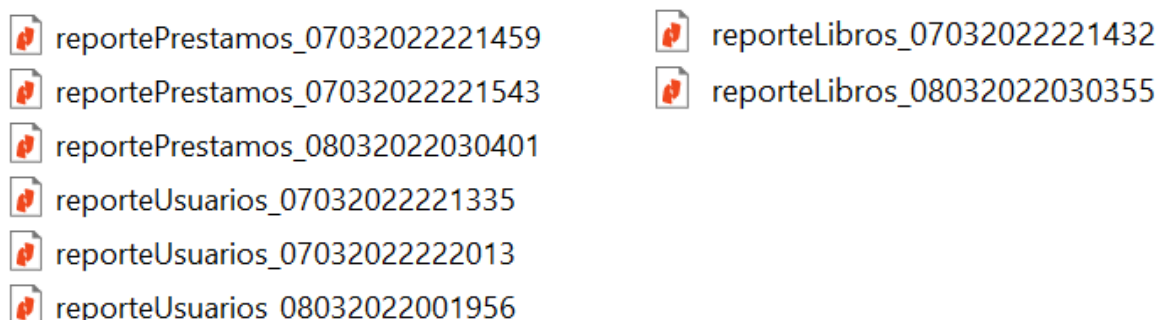 reportePrestamos_07032022221459
reportePrestamos_07032022221543
reportePrestamos_08032022030401
reporteUsuarios_07032022221335
reporteUsuarios_07032022222013
reporteUsuarios_08032022001956
reporteLibros_07032022221432
reporteLibros_08032022030355